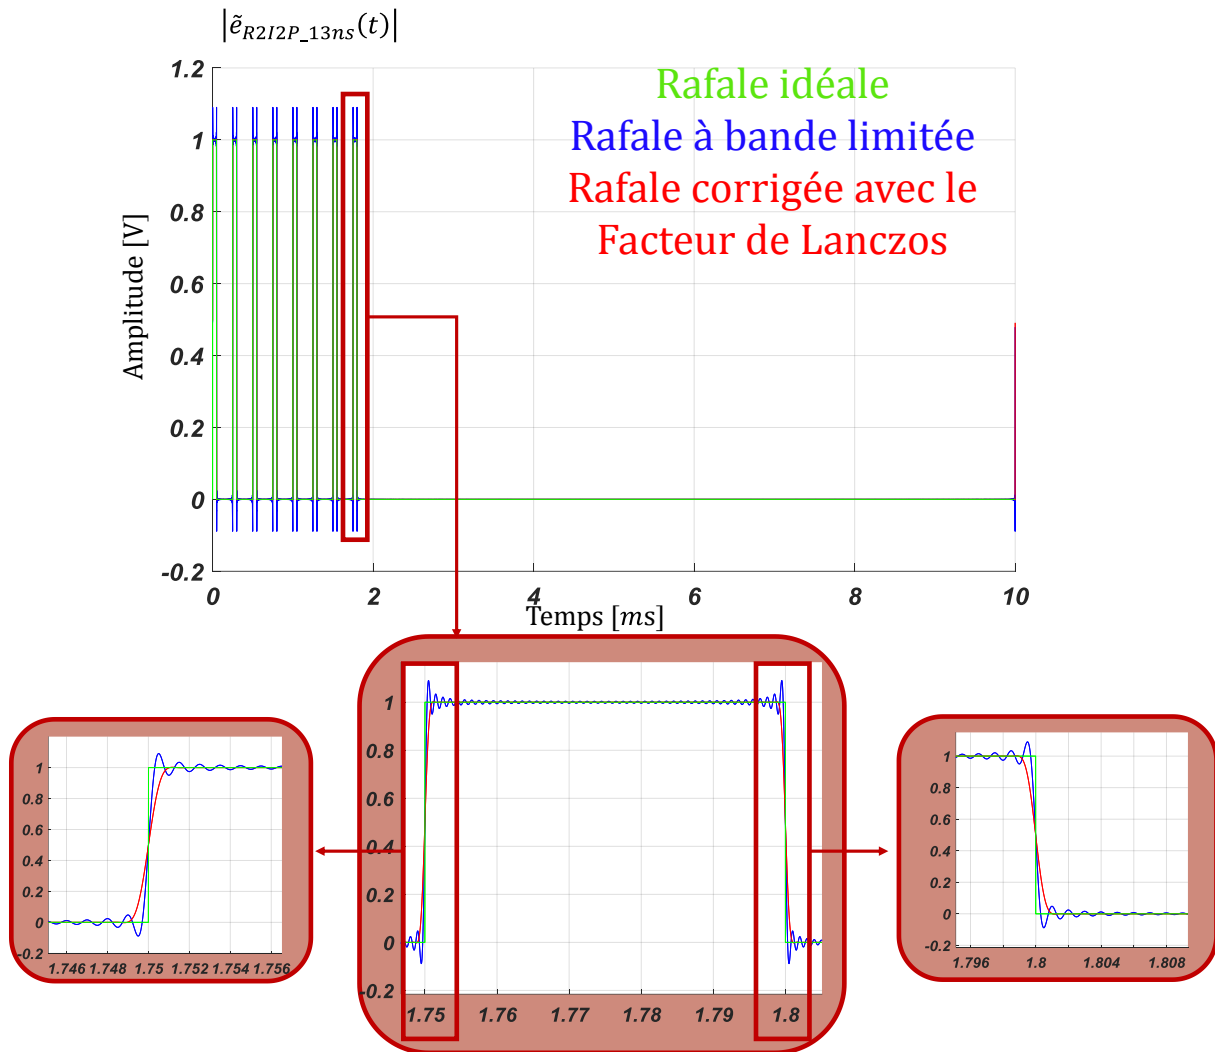 |ẽ_{R2I2P_13ns}(t)|
Rafale idéale
Rafale à bande limitée
Rafale corrigée avec le
Facteur de Lanczos
Amplitude [V]
1.2
1
0.8
0.6
0.4
0.2
0
-0.2
0 2 4 6 8 10
Temps [ms]
1
0.8
0.6
0.4
0.2
0
-0.2
1.746 1.748 1.75 1.752 1.754 1.756
1
0.8
0.6
0.4
0.2
0
-0.2
1.75 1.76 1.77 1.78 1.79 1.8
1
0.8
0.6
0.4
0.2
0
-0.2
1.796 1.8 1.804 1.808